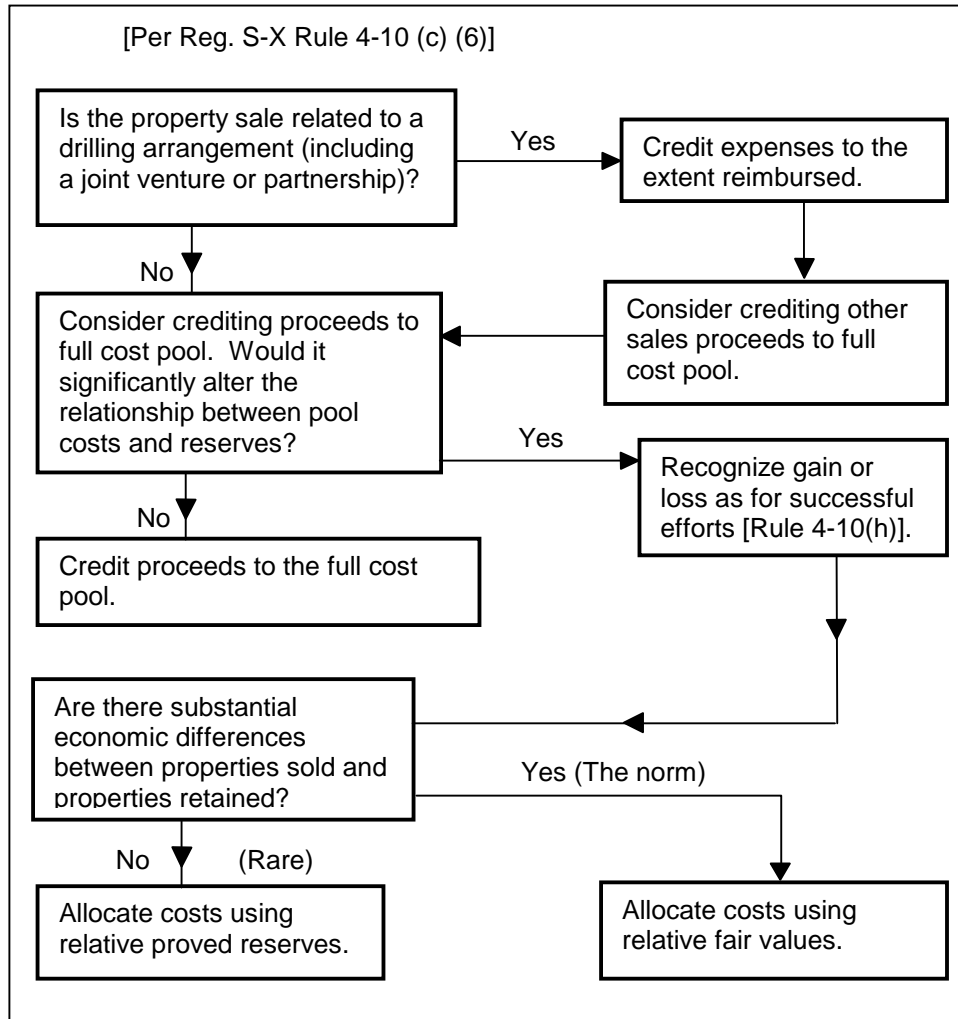 [Per Reg. S-X Rule 4-10 (c) (6)]
Is the property sale related to a
drilling arrangement (including
a joint venture or partnership)?
Yes
Credit expenses to the
extent reimbursed.
No
Consider crediting proceeds to
full cost pool.  Would it
significantly alter the
relationship between pool
costs and reserves?
Consider crediting other
sales proceeds to full
cost pool.
Yes
Recognize gain or
loss as for successful
efforts [Rule 4-10(h)].
No
Credit proceeds to the full cost
pool.
Are there substantial
economic differences
between properties sold and
properties retained?
Yes (The norm)
No (Rare)
Allocate costs using
relative proved reserves.
Allocate costs using
relative fair values.